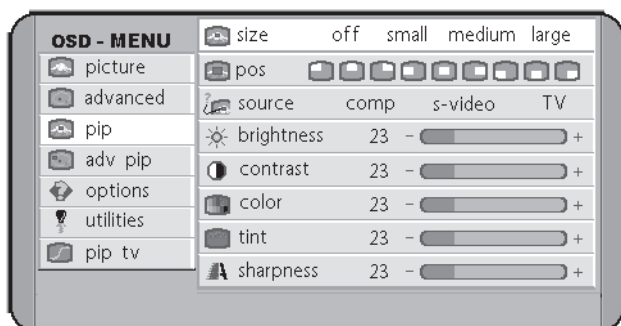 OSD - MENU
picture
advanced
pip
adv pip
options
utilities
pip tv
size off small medium large
pos
source comp s-video TV
brightness 23 - +
contrast 23 - +
color 23 - +
tint 23 - +
sharpness 23 - +